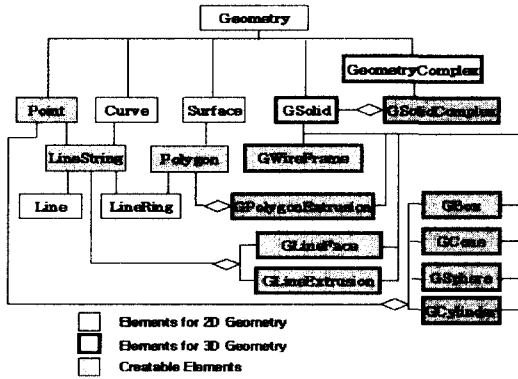 Geometry
GeometryComplex
Point
Curve
Surface
GSolid
GSolidComplex
LineString
Polygon
GWireFrame
Line
LineRing
GPolygonExtrusion
GBox
GLineFace
GCone
GLineExtrusion
GSphere
GCylinder
Elements for 2D Geometry
Elements for 3D Geometry
Creatable Elements